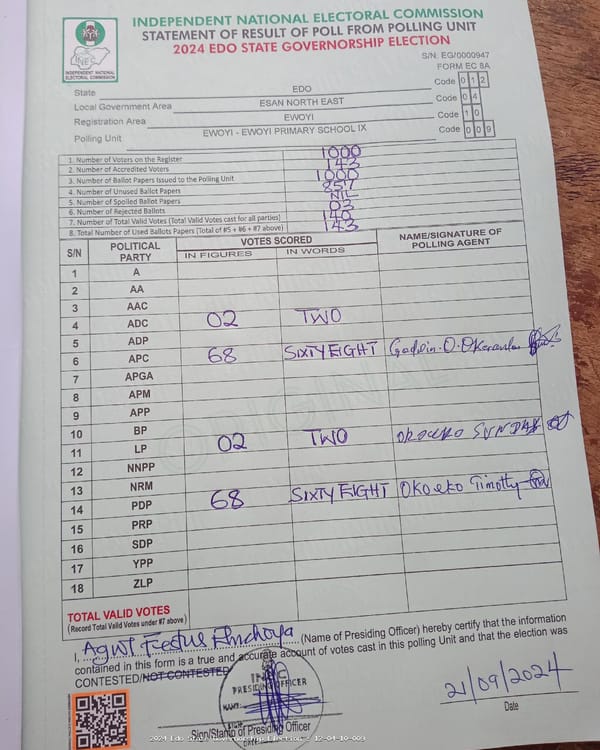 INDEPENDENT NATIONAL ELECTORAL COMMISSION
STATEMENT OF RESULT OF POLL FROM POLLING UNIT
2024 EDO STATE GOVERNORSHIP ELECTION
INEC
INDEPENDENT NATIONAL
ELECTORAL COMMISSION
S/N: EG/0000947
FORM EC 8A
State EDO Code 0 1 2
Local Government Area ESAN NORTH EAST Code 0 4
Registration Area EWOYI Code 1 0
Polling Unit EWOYI - EWOYI PRIMARY SCHOOL IX Code 0 0 9
1. Number of Voters on the Register 1000
2. Number of Accredited Voters 143
3. Number of Ballot Papers Issued to the Polling Unit 1000
4. Number of Unused Ballot Papers 857
5. Number of Spoiled Ballot Papers NIL
6. Number of Rejected Ballots 03
7. Number of Total Valid Votes (Total Valid Votes cast for all parties) 140
8. Total Number of Used Ballots Papers (Total of #5 + #6 + #7 above) 143
S/N POLITICAL PARTY VOTES SCORED NAME/SIGNATURE OF POLLING AGENT
IN FIGURES IN WORDS
1 A
2 AA
3 AAC
4 ADC 02 TWO
5 ADP
6 APC 68 SIXTY EIGHT Godwin.O.
7 APGA
8 APM
9 APP
10 BP
11 LP 02 TWO SUNDAY
12 NNPP
13 NRM
14 PDP 68 SIXTY EIGHT Okoeko Timothy
15 PRP
16 SDP
17 YPP
18 ZLP
TOTAL VALID VOTES
(Record Total Valid Votes under #7 above)
I, Festus (Name of Presiding Officer) hereby certify that the information
contained in this form is a true and accurate account of votes cast in this polling Unit and that the election was
CONTESTED/NOT CONTESTED
INEC
PRESIDING OFFICER
NAME
SIGN
DATE
21/09/2024
Sign/Stamp of Presiding Officer
Date